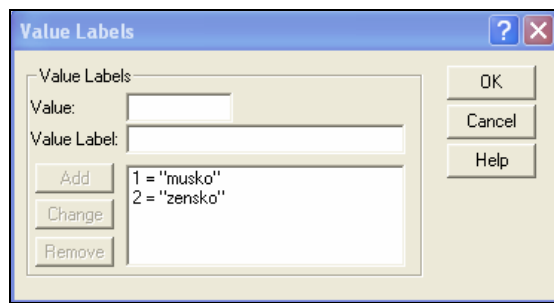 Value Labels
Value Labels
OK
Value:
Cancel
Value Label:
Help
Add
1 = "musko"
2 = "zensko"
Change
Remove